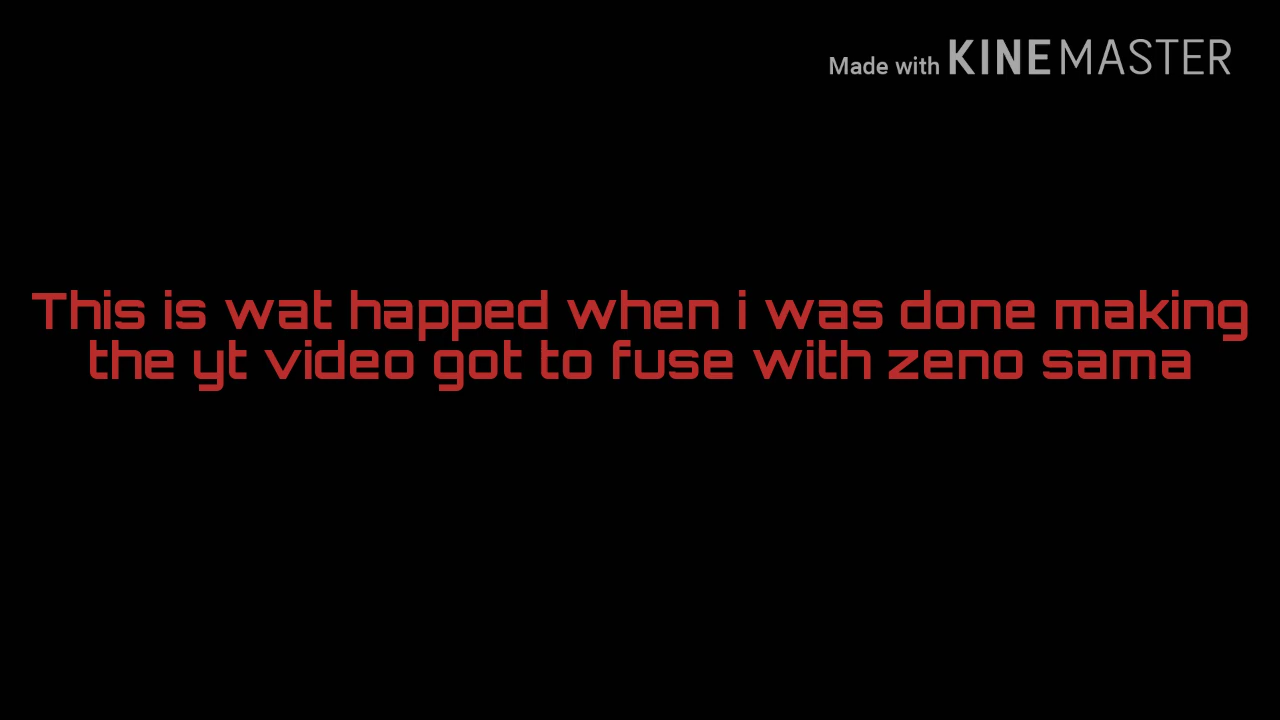 Made with KINEMASTER
This is wat happed when i was done making
the yt video got to fuse with zeno sama